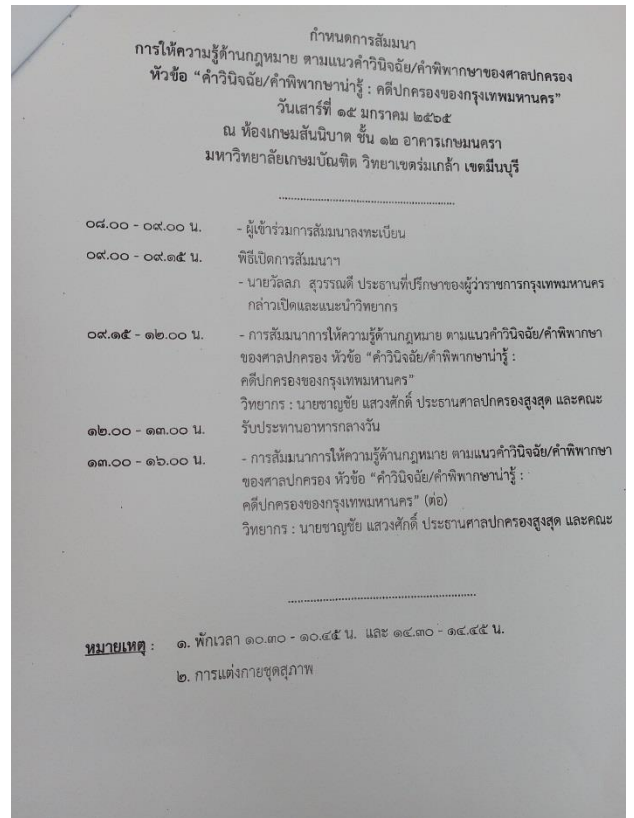 กำหนดการสัมมนา
การให้ความรู้ด้านกฎหมาย ตามแนวคำวินิจฉัย/คำพิพากษาของศาลปกครอง
หัวข้อ “คำวินิจฉัย/คำพิพากษาน่ารู้ : คดีปกครองของกรุงเทพมหานคร”
วันเสาร์ที่ ๑๕ มกราคม ๒๕๖๕
ณ ห้องเกษมสันนิบาต ชั้น ๑๒ อาคารเกษมนครา
มหาวิทยาลัยเกษมบัณฑิต วิทยาเขตร่มเกล้า เขตมีนบุรี
๐๘.๐๐ - ๐๙.๐๐ น. - ผู้เข้าร่วมการสัมมนาลงทะเบียน
๐๙.๐๐ - ๐๙.๑๕ น. พิธีเปิดการสัมมนาฯ
- นายวัลลภ สุวรรณดี ประธานที่ปรึกษาของผู้ว่าราชการกรุงเทพมหานคร
กล่าวเปิดและแนะนำวิทยากร
๐๙.๑๕ - ๑๒.๐๐ น. - การสัมมนาการให้ความรู้ด้านกฎหมาย ตามแนวคำวินิจฉัย/คำพิพากษา
ของศาลปกครอง หัวข้อ “คำวินิจฉัย/คำพิพากษาน่ารู้ :
คดีปกครองของกรุงเทพมหานคร”
วิทยากร : นายชาญชัย แสวงศักดิ์ ประธานศาลปกครองสูงสุด และคณะ
๑๒.๐๐ - ๑๓.๐๐ น. รับประทานอาหารกลางวัน
๑๓.๐๐ - ๑๖.๐๐ น. - การสัมมนาการให้ความรู้ด้านกฎหมาย ตามแนวคำวินิจฉัย/คำพิพากษา
ของศาลปกครอง หัวข้อ “คำวินิจฉัย/คำพิพากษาน่ารู้ :
คดีปกครองของกรุงเทพมหานคร” (ต่อ)
วิทยากร : นายชาญชัย แสวงศักดิ์ ประธานศาลปกครองสูงสุด และคณะ
หมายเหตุ : ๑. พักเวลา ๑๐.๓๐ - ๑๐.๔๕ น. และ ๑๔.๓๐ - ๑๔.๔๕ น.
๒. การแต่งกายชุดสุภาพ